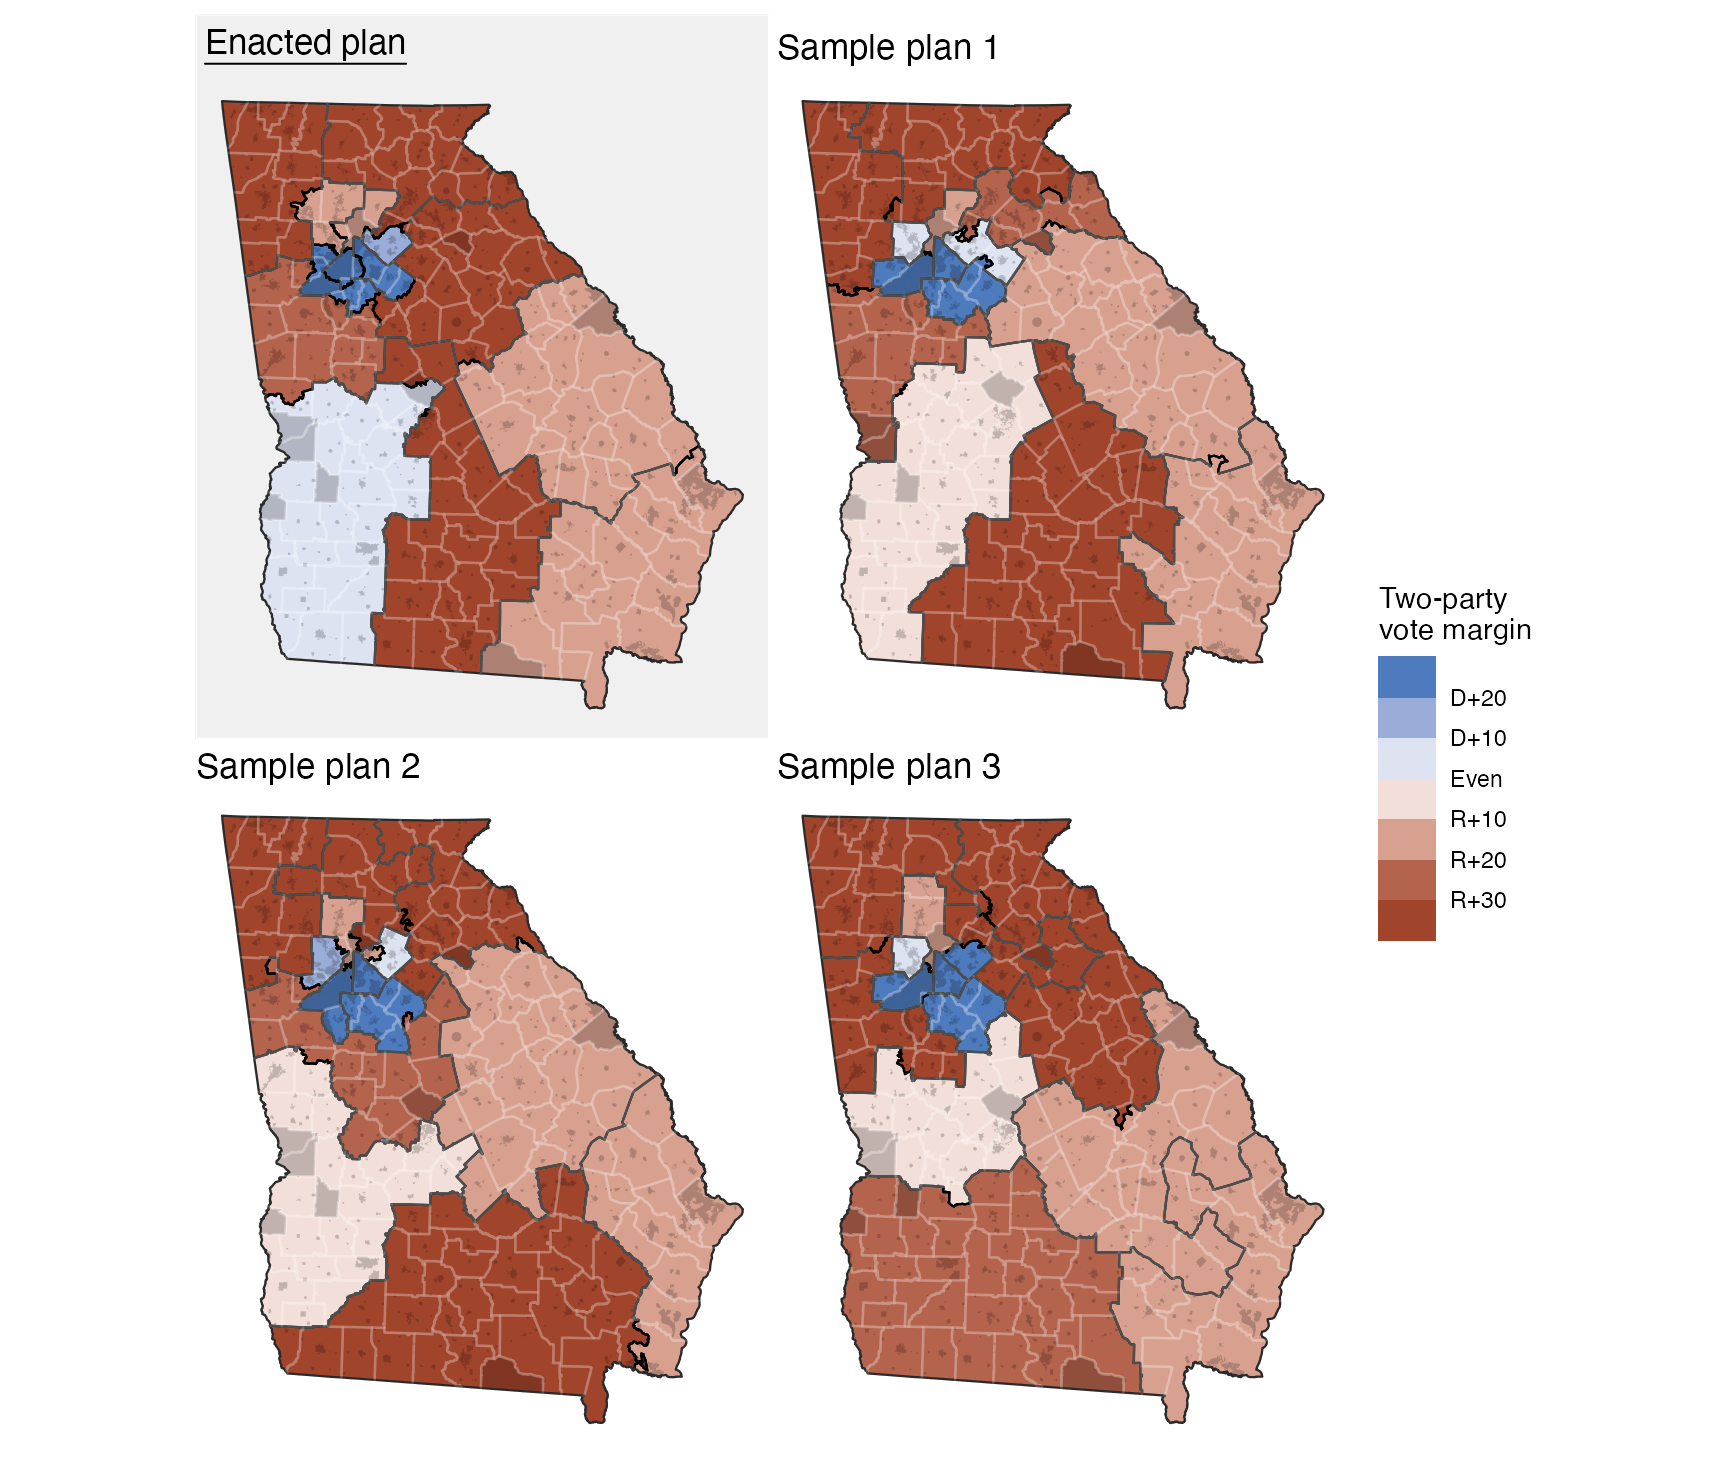 Enacted plan
Sample plan 1
Sample plan 2
Sample plan 3
Two-party
vote margin
D+20
D+10
Even
R+10
R+20
R+30